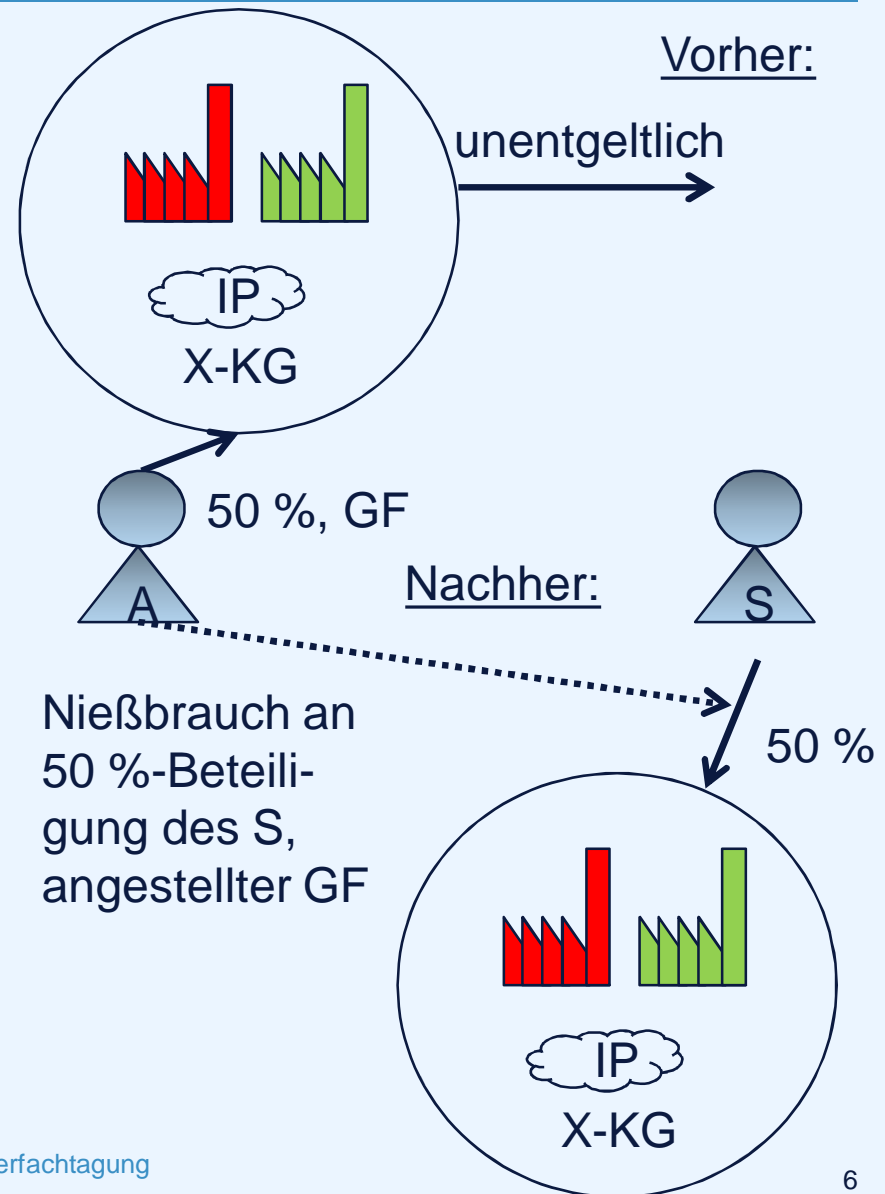 Vorher:
unentgeltlich
IP
X-KG
50 %, GF
A
S
Nachher:
Nießbrauch an
50 %-Beteili-
gung des S,
angestellter GF
50 %
IP
X-KG
erfachtagung
6